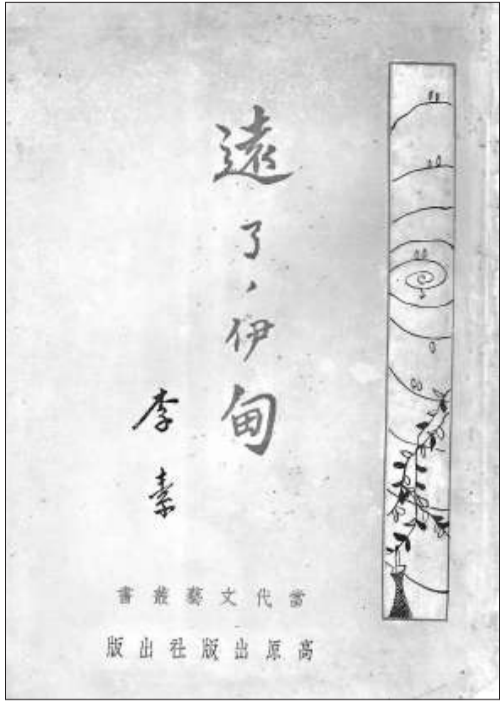 遠了，伊甸
李素
當代文藝叢書
高原出版社出版